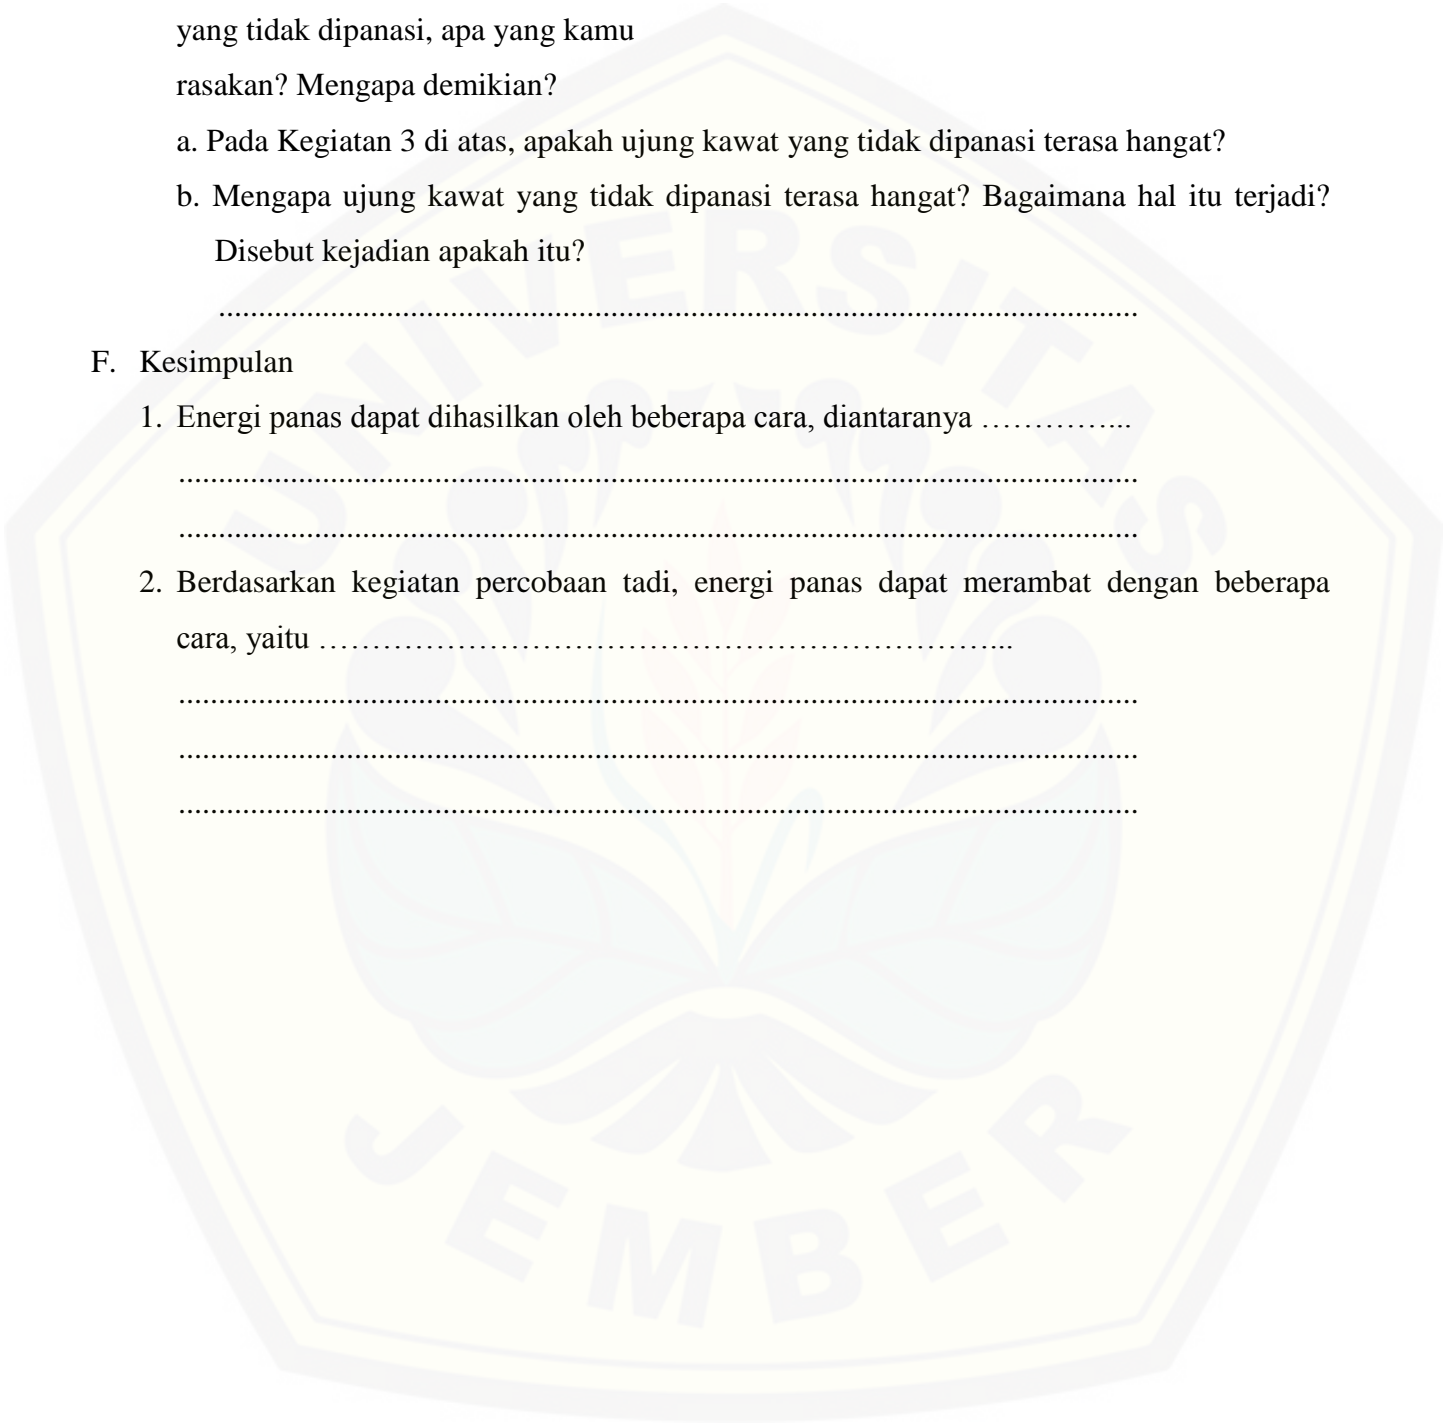 yang tidak dipanasi, apa yang kamu
rasakan? Mengapa demikian?
a. Pada Kegiatan 3 di atas, apakah ujung kawat yang tidak dipanasi terasa hangat?
b. Mengapa ujung kawat yang tidak dipanasi terasa hangat? Bagaimana hal itu terjadi?
Disebut kejadian apakah itu?
...................................................................................................................
F. Kesimpulan
1. Energi panas dapat dihasilkan oleh beberapa cara, diantaranya …………...
........................................................................................................................
........................................................................................................................
2. Berdasarkan kegiatan percobaan tadi, energi panas dapat merambat dengan beberapa
cara, yaitu …………………………………………………………...
........................................................................................................................
........................................................................................................................
........................................................................................................................
UNIVERSITAS
JEMBER